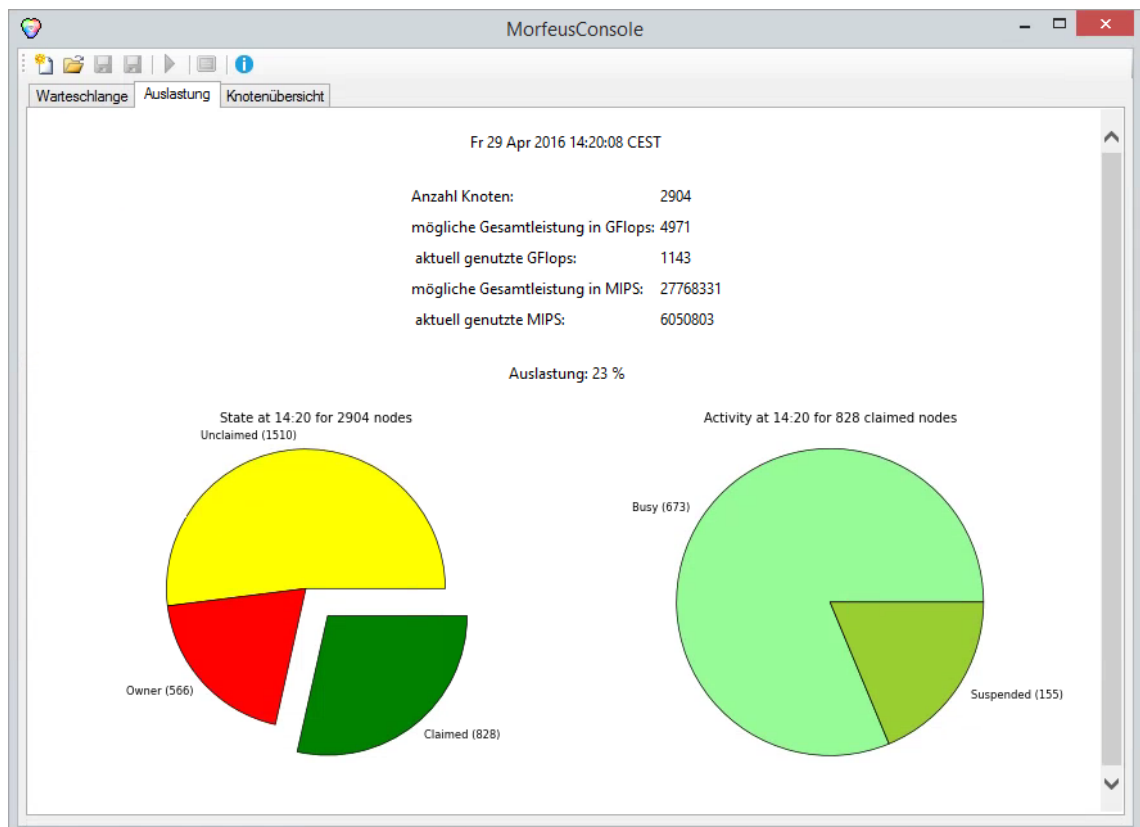 MorfeusConsole
Warteschlange Auslastung Knotenübersicht
Fr 29 Apr 2016 14:20:08 CEST
Anzahl Knoten: 2904
mögliche Gesamtleistung in GFlops: 4971
aktuell genutzte GFlops: 1143
mögliche Gesamtleistung in MIPS: 27768331
aktuell genutzte MIPS: 6050803
Auslastung: 23 %
State at 14:20 for 2904 nodes
Unclaimed (1510)
Owner (566)
Claimed (828)
Activity at 14:20 for 828 claimed nodes
Busy (673)
Suspended (155)